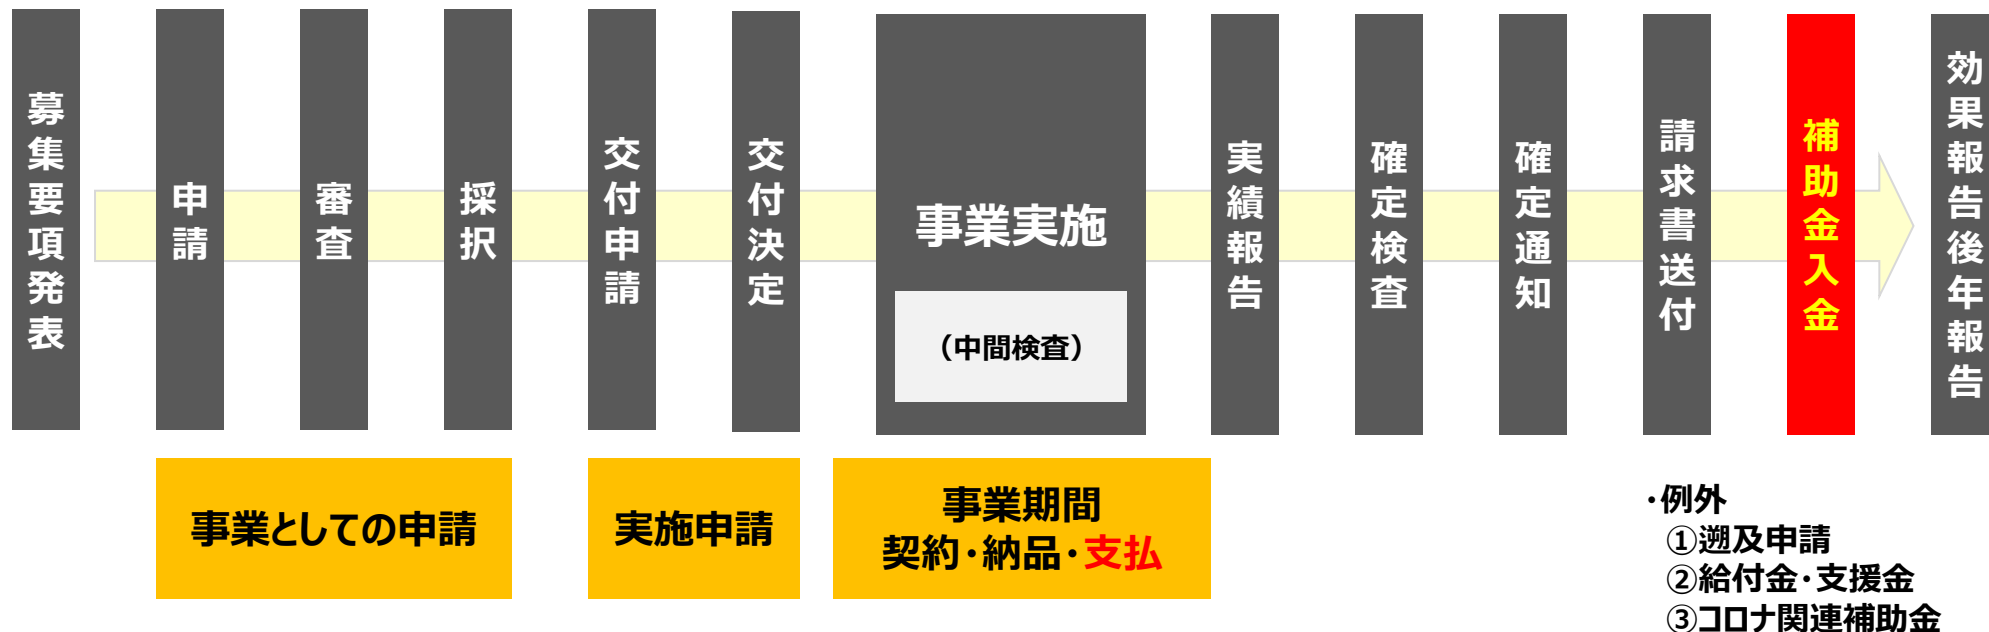 募集要項発表
申請
審査
採択
交付申請
交付決定
事業実施
（中間検査）
実績報告
確定検査
確定通知
請求書送付
補助金入金
効果報告後年報告
事業としての申請
実施申請
事業期間
契約・納品・支払
・例外
①遡及申請
②給付金・支援金
③コロナ関連補助金